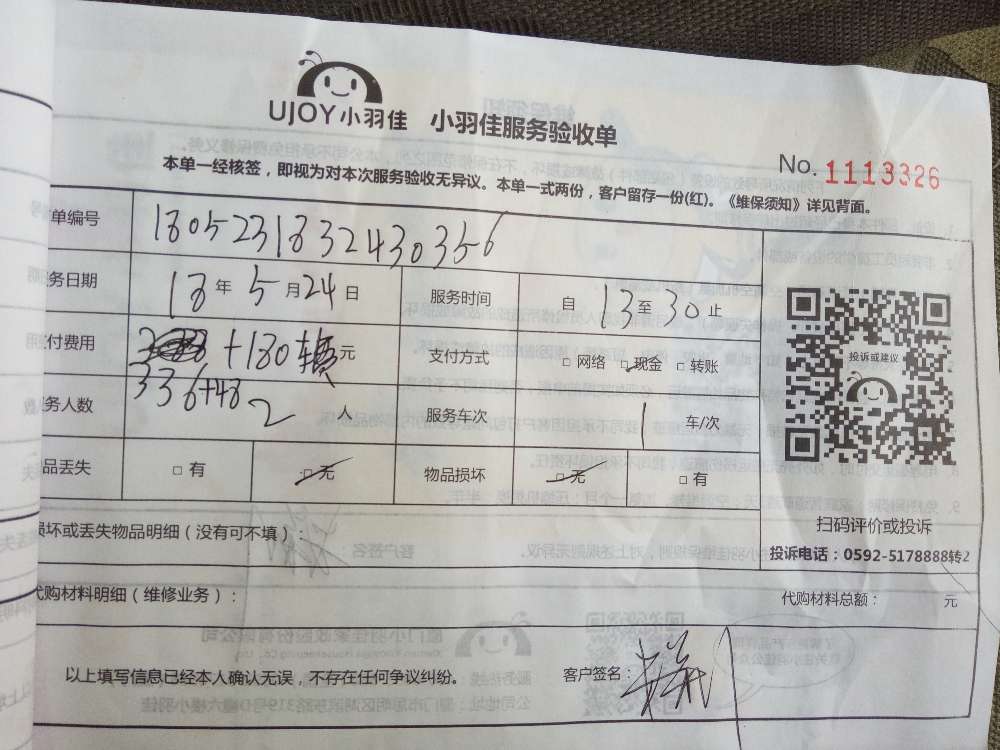 UJOY小羽佳 小羽佳服务验收单
No. 1113326
本单一经核签，即视为对本次服务验收无异议。本单一式两份，客户留存一份(红)。《维保须知》详见背面。
单编号 1805231832430356
务日期 18年5月24日 服务时间 自13至30止
付费用 +180 元 支付方式 □ 网络 □ 现金 □ 转账
336+48
务人数 2 人 服务车次 1 车/次
品丢失 □ 有 □ 无 物品损坏 □ 无 □ 有
投诉或建议
扫码评价或投诉
投诉电话：0592-5178888转2
损坏或丢失物品明细（没有可不填）：
代购材料明细（维修业务）： 代购材料总额： 元
以上填写信息已经本人确认无误，不存在任何争议纠纷。 客户签名：